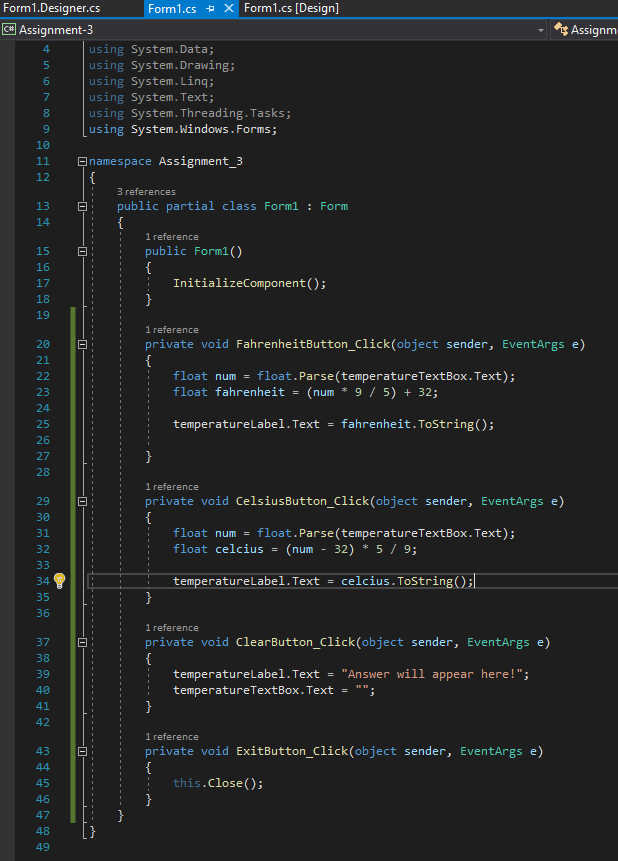 Form1.Designer.cs Form1.cs Form1.cs [Design]
C# Assignment-3 Assignm
4 using System.Data;
5 using System.Drawing;
6 using System.Linq;
7 using System.Text;
8 using System.Threading.Tasks;
9 using System.Windows.Forms;
10
11 namespace Assignment_3
12 {
3 references
13 public partial class Form1 : Form
14 {
1 reference
15 public Form1()
16 {
17 InitializeComponent();
18 }
19
1 reference
20 private void FahrenheitButton_Click(object sender, EventArgs e)
21 {
22 float num = float.Parse(temperatureTextBox.Text);
23 float fahrenheit = (num * 9 / 5) + 32;
24
25 temperatureLabel.Text = fahrenheit.ToString();
26
27 }
28
1 reference
29 private void CelsiusButton_Click(object sender, EventArgs e)
30 {
31 float num = float.Parse(temperatureTextBox.Text);
32 float celcius = (num - 32) * 5 / 9;
33
34 temperatureLabel.Text = celcius.ToString();
35 }
36
1 reference
37 private void ClearButton_Click(object sender, EventArgs e)
38 {
39 temperatureLabel.Text = "Answer will appear here!";
40 temperatureTextBox.Text = "";
41 }
42
1 reference
43 private void ExitButton_Click(object sender, EventArgs e)
44 {
45 this.Close();
46 }
47 }
48 }
49